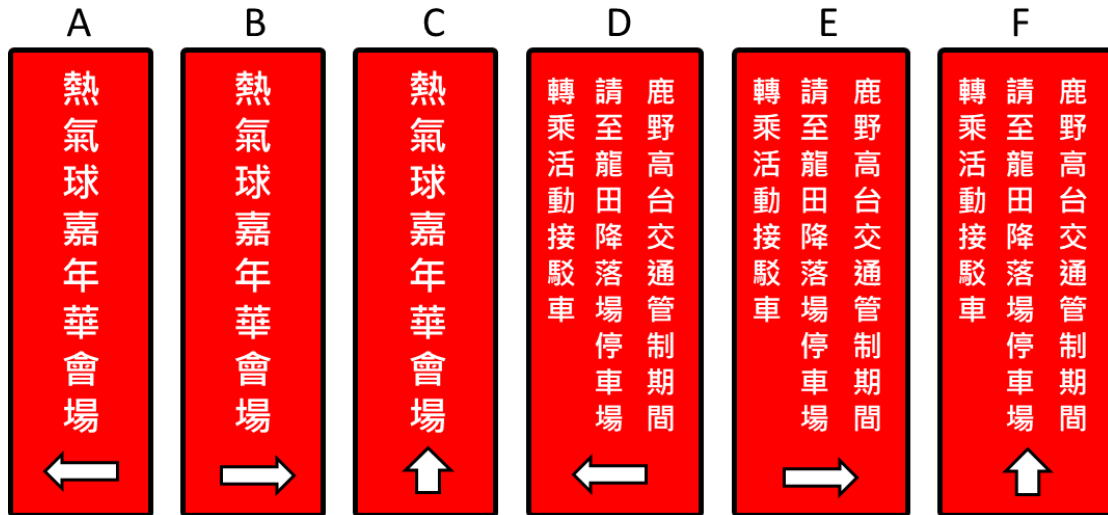 A
熱氣球嘉年華會場
B
熱氣球嘉年華會場
C
熱氣球嘉年華會場
D
鹿野高台交通管制期間
請至龍田降落場停車場
轉乘活動接駁車
E
鹿野高台交通管制期間
請至龍田降落場停車場
轉乘活動接駁車
F
鹿野高台交通管制期間
請至龍田降落場停車場
轉乘活動接駁車